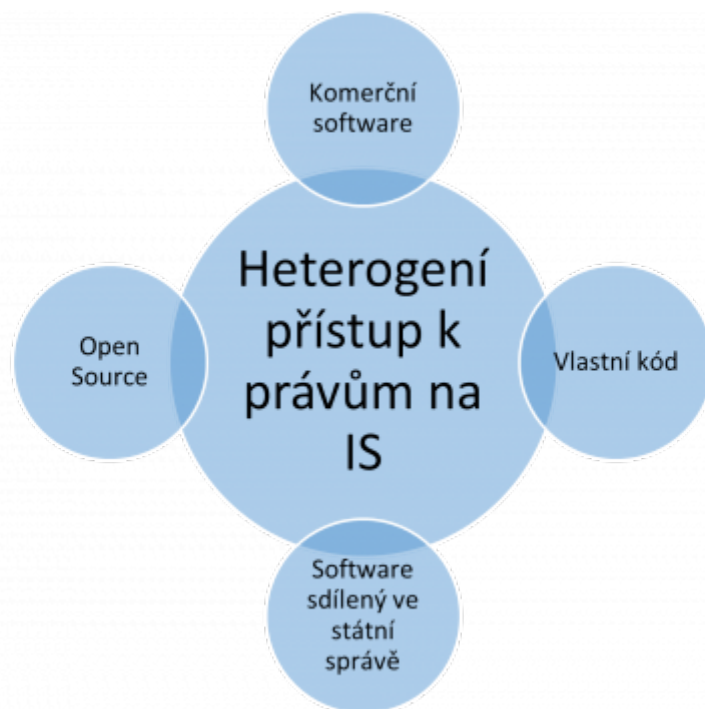 Komerční
software
Heterogení
přístup k
právům na
IS
Open
Source
Vlastní kód
Software
sdílený ve
státní
správě